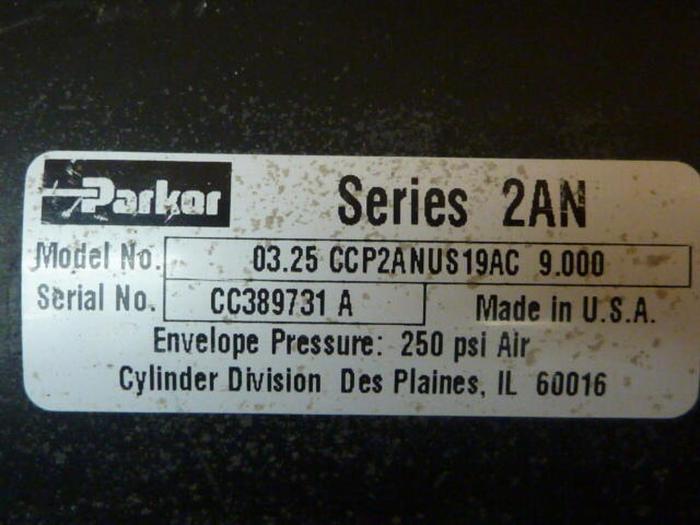 Parker
Series 2AN
Model No. 03.25 CCP2ANUS19AC 9.000
Serial No. CC389731 A Made in U.S.A.
Envelope Pressure: 250 psi Air
Cylinder Division Des Plaines, IL 60016